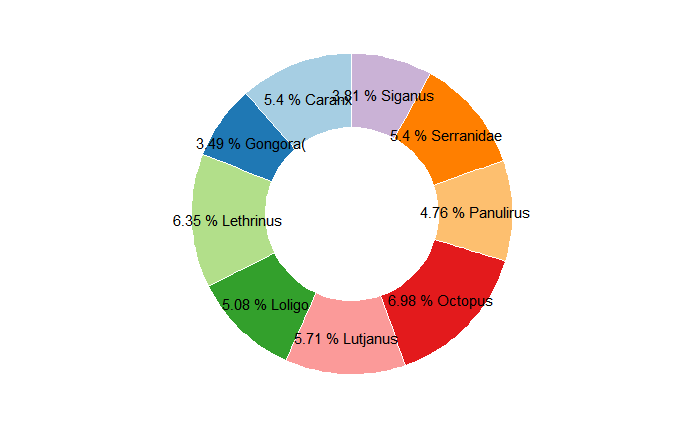 3.81 % Siganus
5.4 % Caranx
5.4 % Serranidae
3.49 % Gongora(
4.76 % Panulirus
6.35 % Lethrinus
6.98 % Octopus
5.08 % Loligo
5.71 % Lutjanus